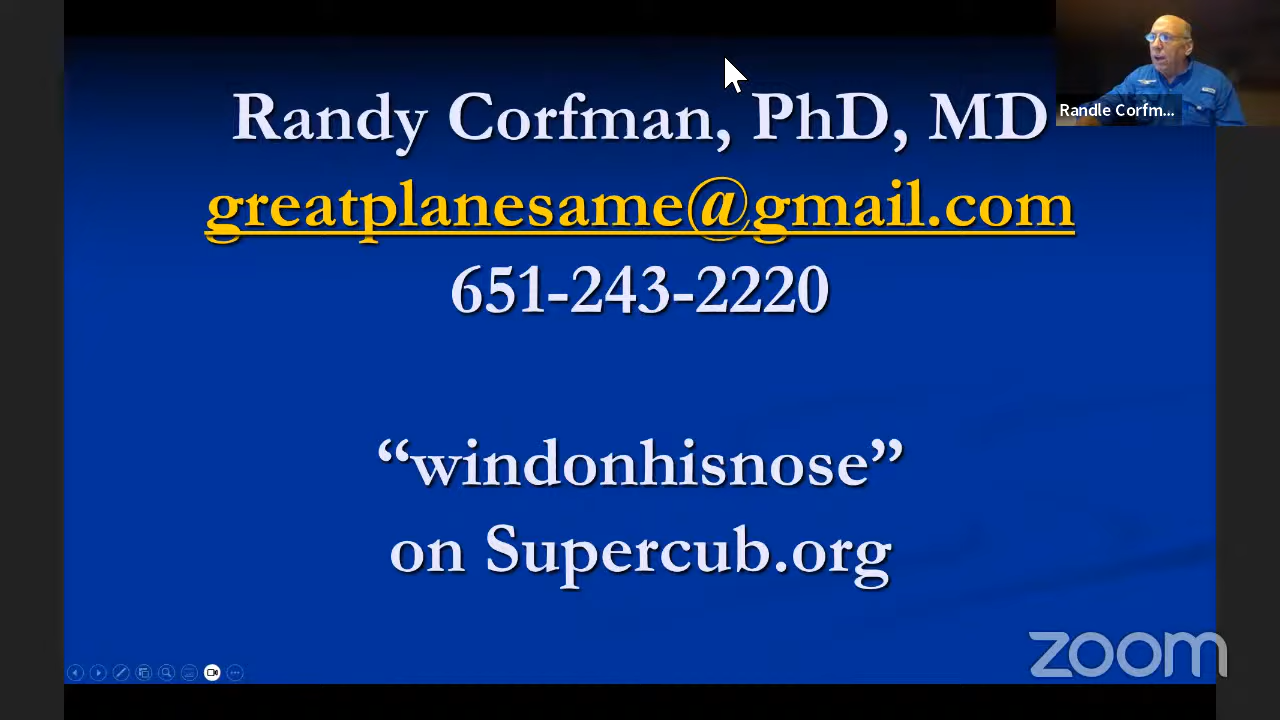 Randy Corfman, PhD, MD
Randle Corfm...
greatplanesame@gmail.com
651-243-2220
“windonhisnose”
on Supercub.org
zoom